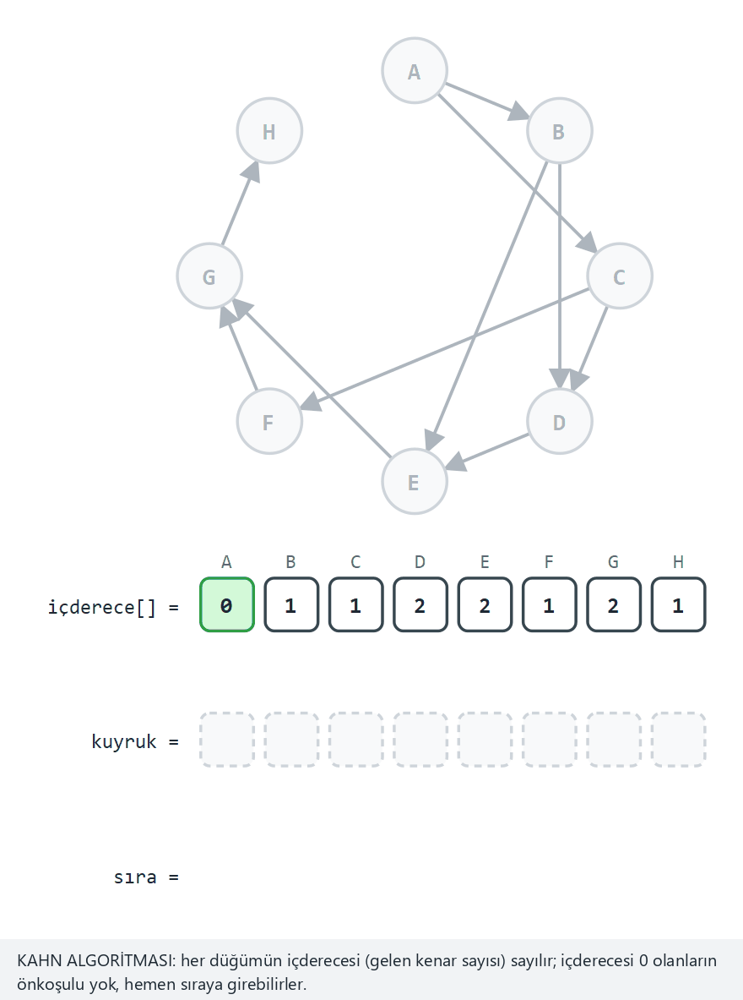 A
B
H
C
G
D
F
E
A B C D E F G H
içderece[] = 0 1 1 2 2 1 2 1
kuyruk =
sıra =
KAHN ALGORİTMASI: her düğümün içderecesi (gelen kenar sayısı) sayılır; içderecesi 0 olanların
önkoşulu yok, hemen sıraya girebilirler.